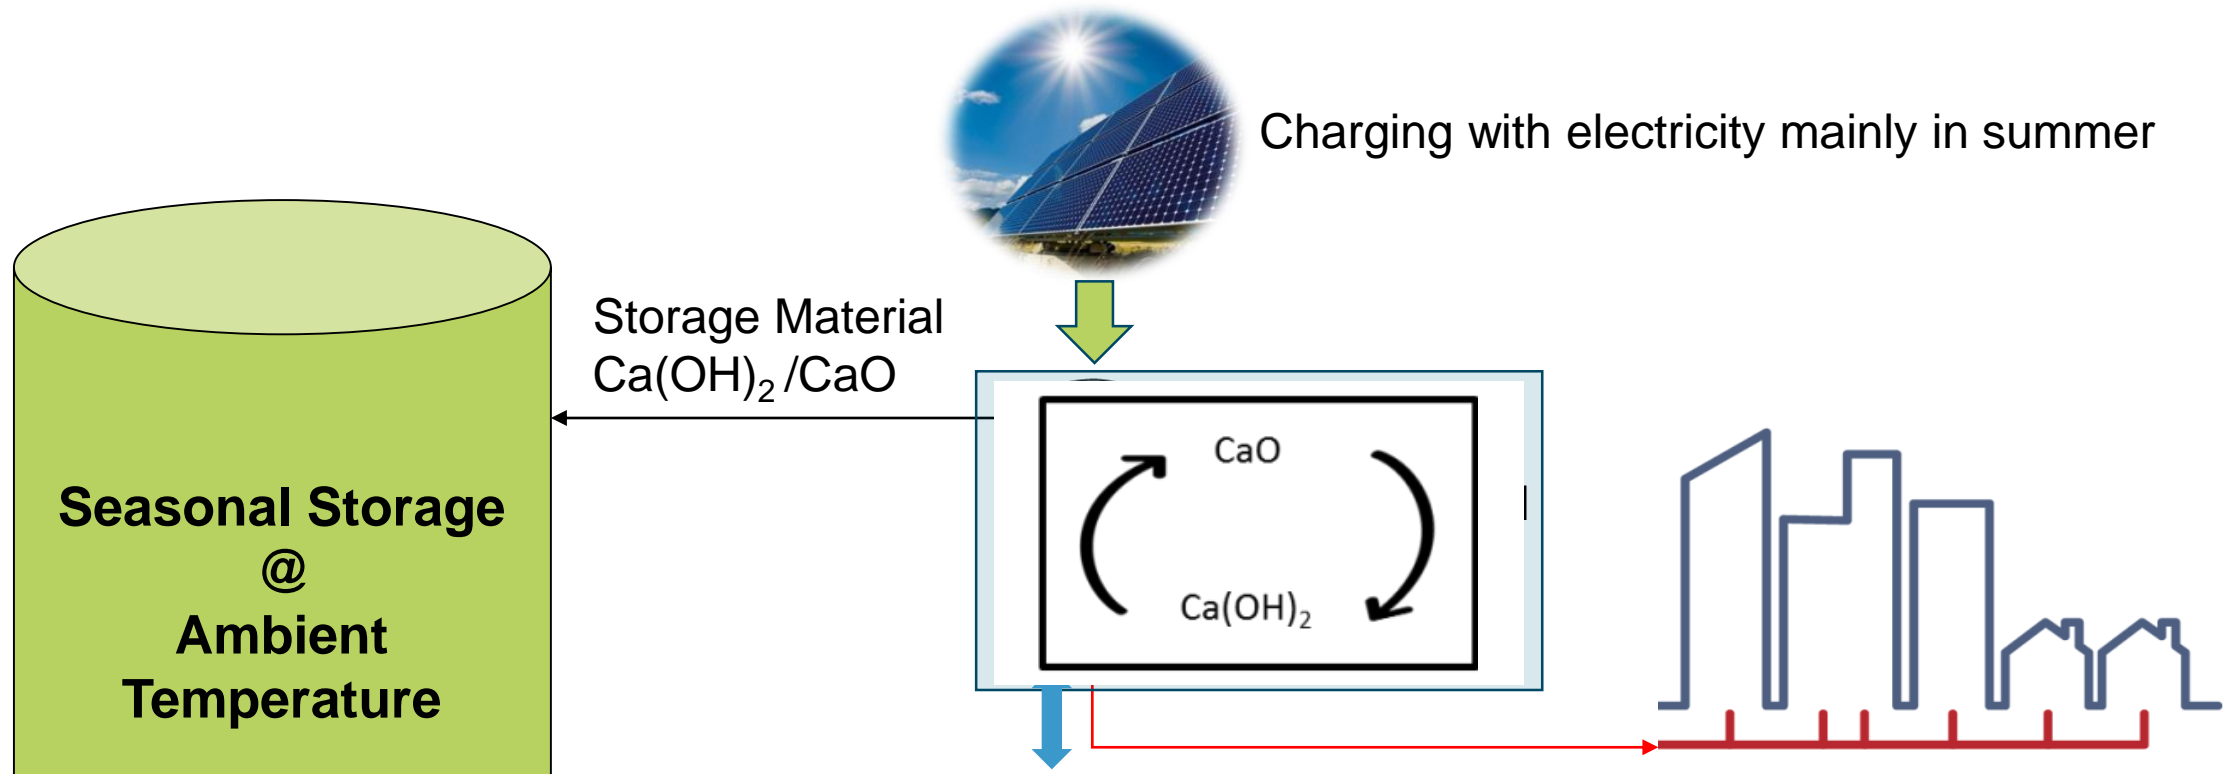 Charging with electricity mainly in summer
Storage Material
Ca(OH)₂ /CaO
Seasonal Storage
@
Ambient
Temperature
CaO
Ca(OH)₂